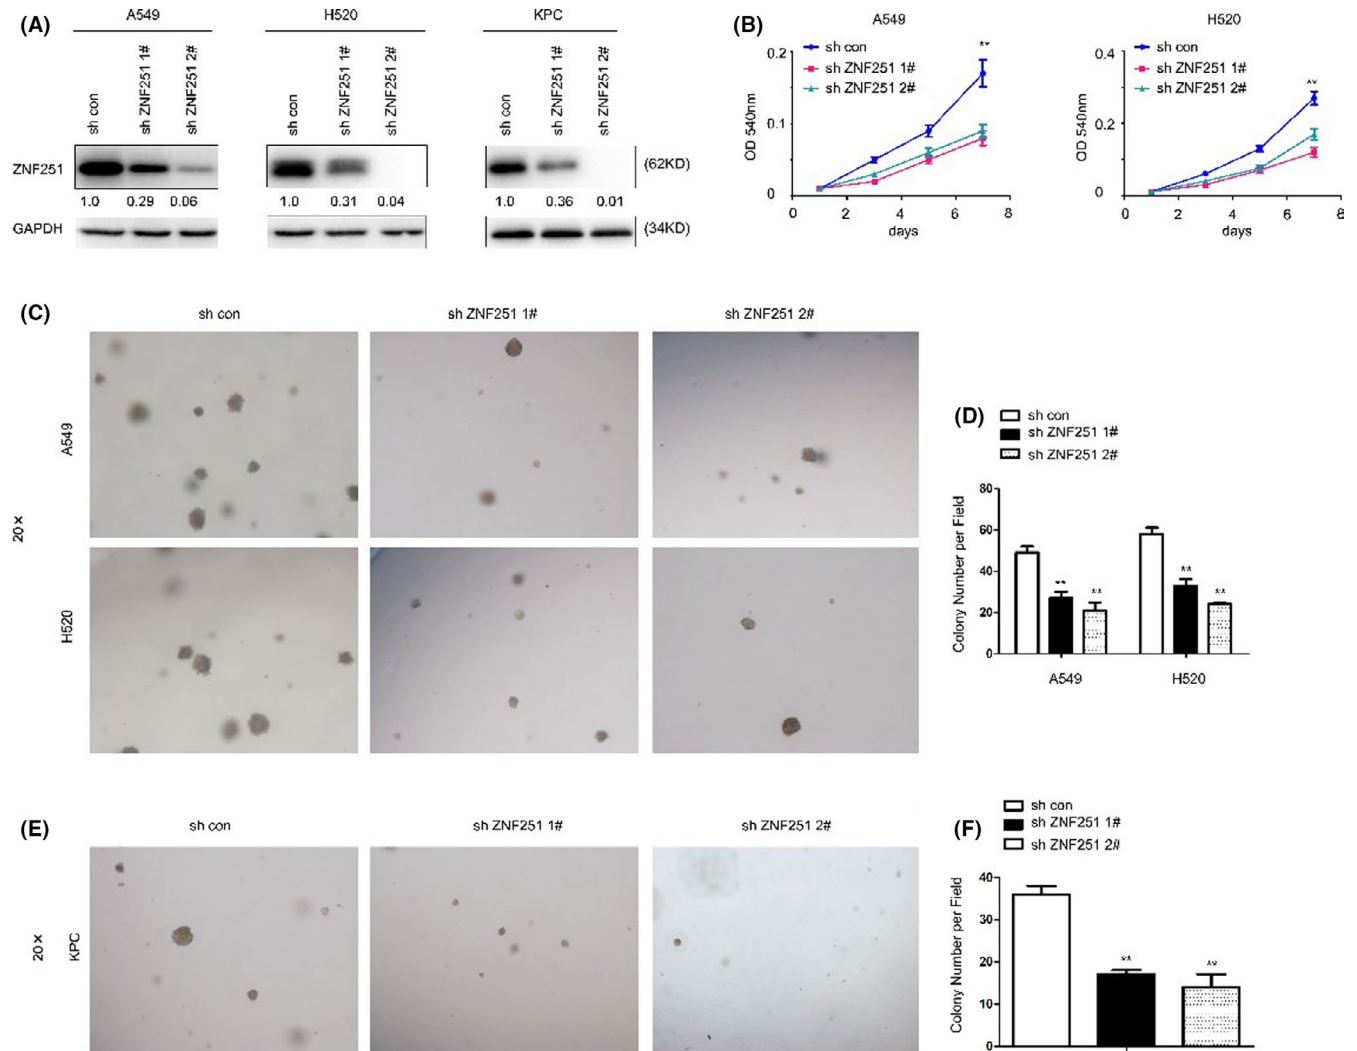 (A)
A549
H520
KPC
sh con
sh ZNF251 1#
sh ZNF251 2#
sh con
sh ZNF251 1#
sh ZNF251 2#
sh con
sh ZNF251 1#
sh ZNF251 2#
ZNF251
(62KD)
1.0 0.29 0.06
1.0 0.31 0.04
1.0 0.36 0.01
GAPDH
(34KD)
(B)
A549
sh con
sh ZNF251 1#
sh ZNF251 2#
**
OD 540nm
0.2
0.1
0
0 2 4 6 8
days
H520
sh con
sh ZNF251 1#
sh ZNF251 2#
**
OD 540nm
0.4
0.2
0
0 2 4 6 8
days
(C)
sh con
sh ZNF251 1#
sh ZNF251 2#
20×
A549
H520
(D)
sh con
sh ZNF251 1#
sh ZNF251 2#
Colony Number per Field
80
60
40
20
0
** **
** **
A549
H520
(E)
sh con
sh ZNF251 1#
sh ZNF251 2#
20×
KPC
(F)
sh con
sh ZNF251 1#
sh ZNF251 2#
Colony Number per Field
40
30
20
10
0
** **